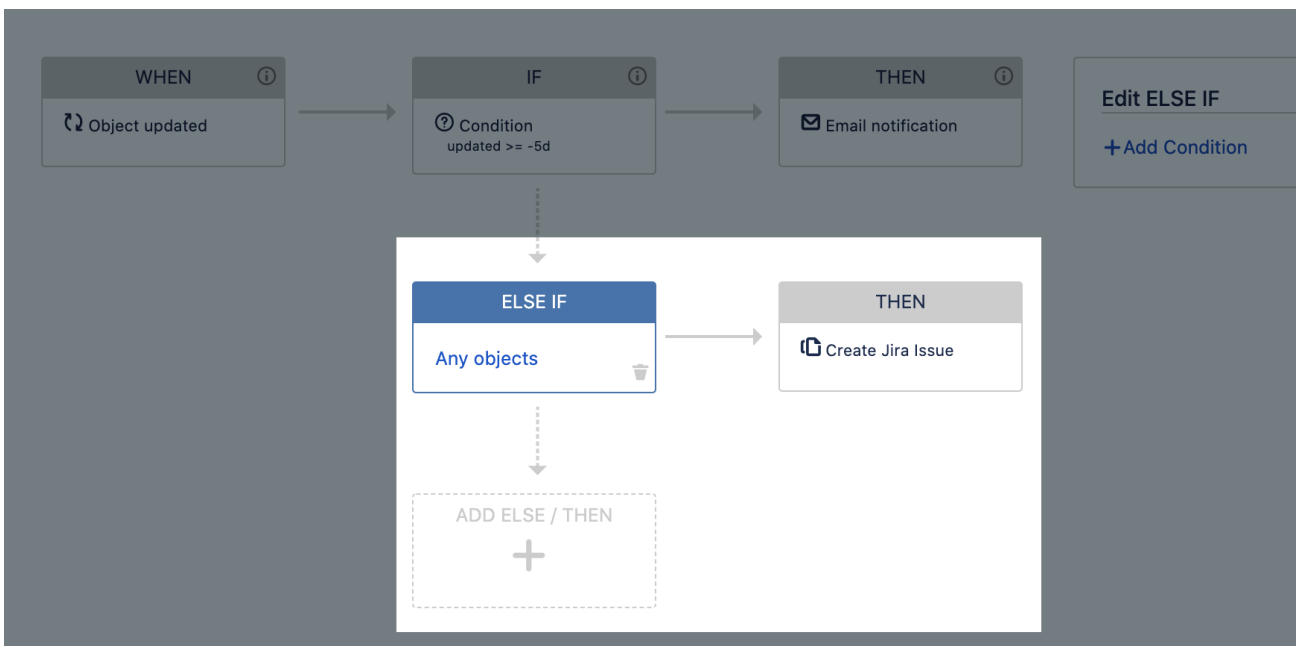 WHEN
Object updated
IF
Condition
updated >= -5d
THEN
Email notification
Edit ELSE IF
+Add Condition
ELSE IF
Any objects
THEN
Create Jira Issue
ADD ELSE / THEN